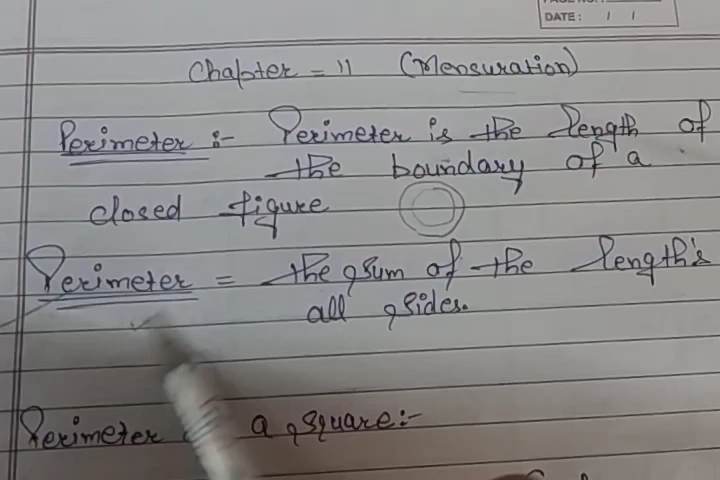 DATE: / /
Chapter = 11 (Mensuration)
Perimeter :- Perimeter is the length of
the boundary of a
closed figure
Perimeter = the sum of the length's
all sides.
Perimeter a square:-